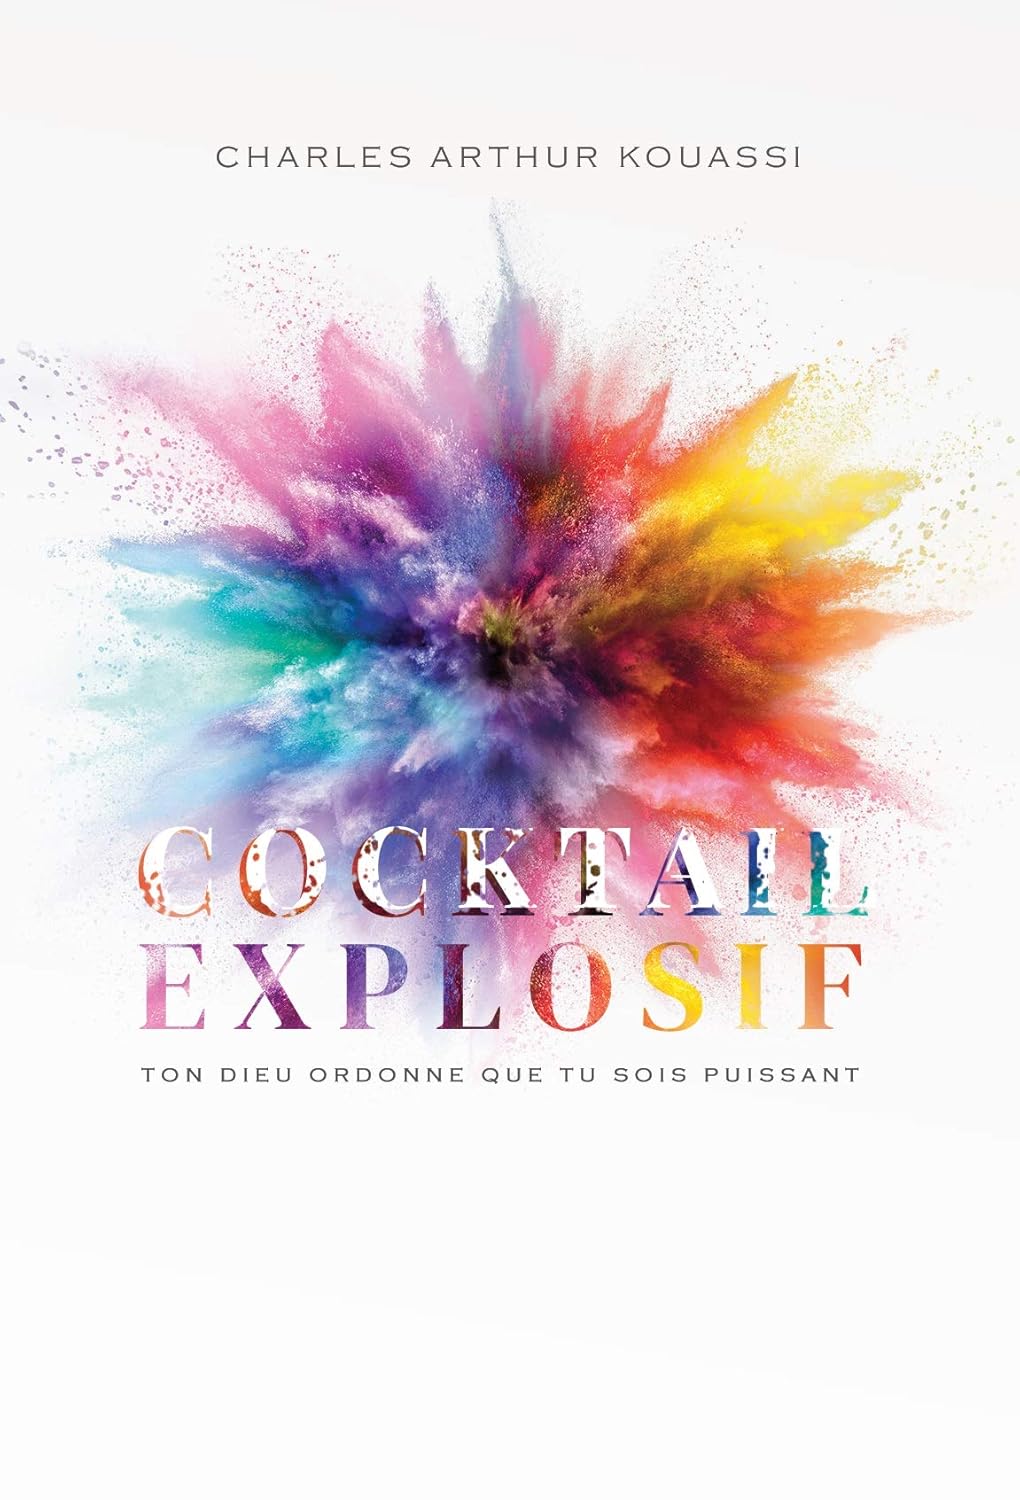 CHARLES ARTHUR KOUASSI
COCKTAIL
EXPLOSIF
TON DIEU ORDONNE QUE TU SOIS PUISSANT